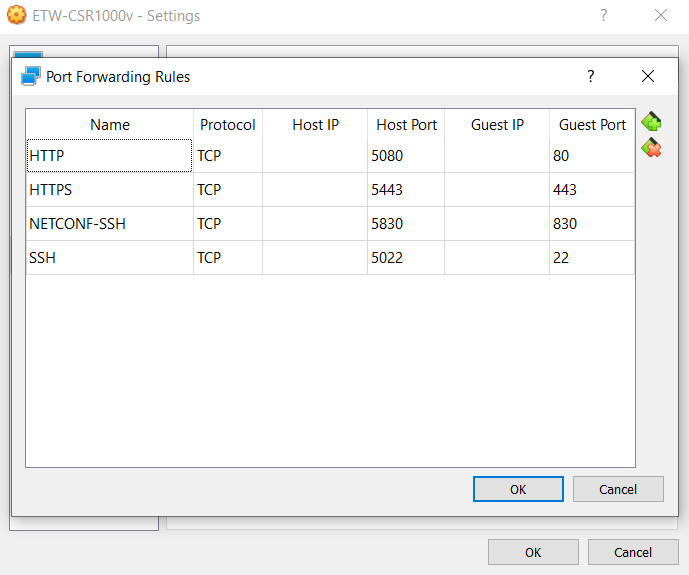 ETW-CSR1000v - Settings
?
Port Forwarding Rules
?
Name Protocol Host IP Host Port Guest IP Guest Port
HTTP TCP 5080 80
HTTPS TCP 5443 443
NETCONF-SSH TCP 5830 830
SSH TCP 5022 22
OK Cancel
OK Cancel